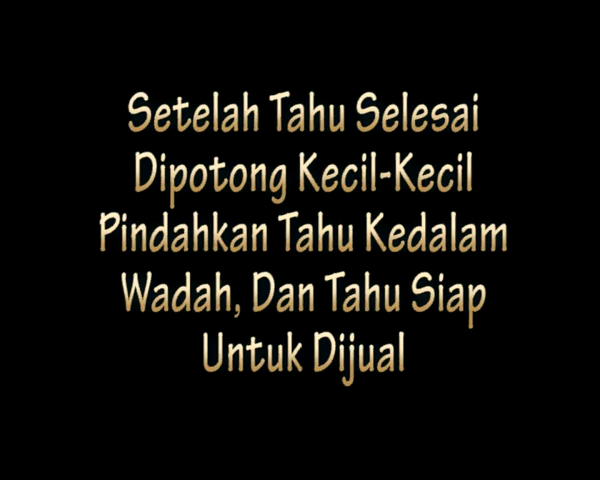 Setelah Tahu Selesai
Dipotong Kecil-Kecil
Pindahkan Tahu Kedalam
Wadah, Dan Tahu Siap
Untuk Dijual